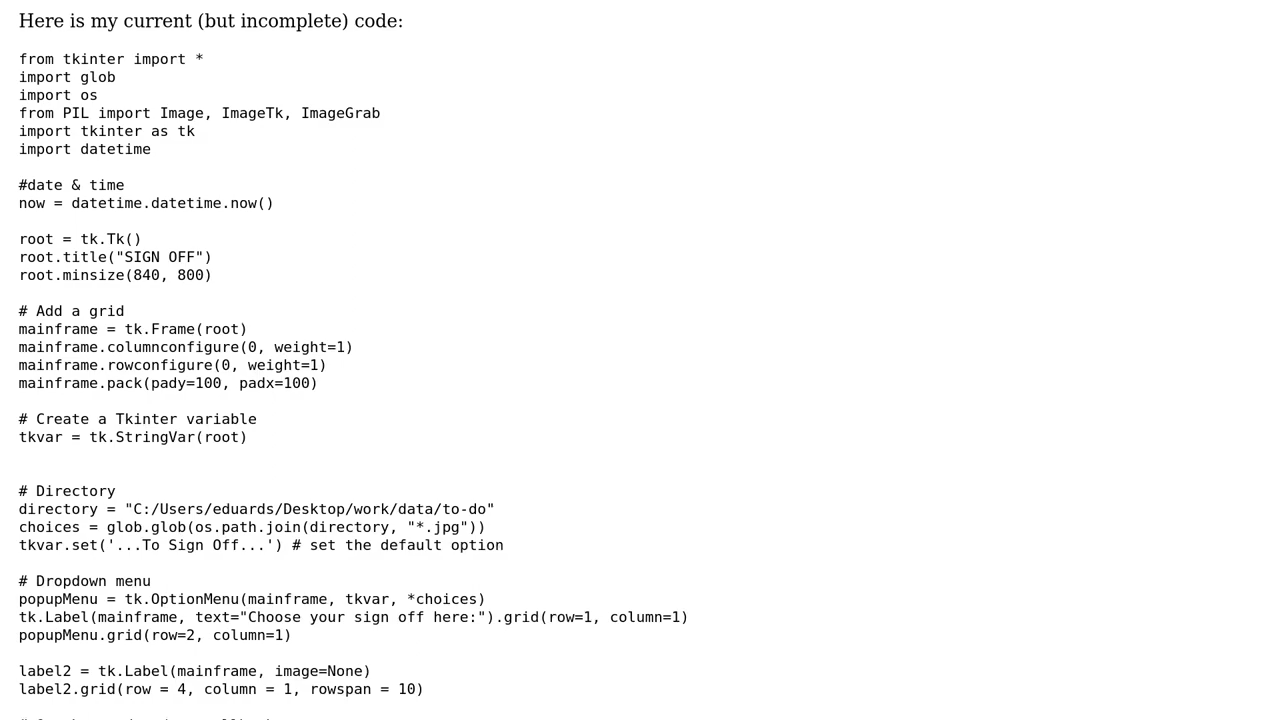 Here is my current (but incomplete) code:
from tkinter import *
import glob
import os
from PIL import Image, ImageTk, ImageGrab
import tkinter as tk
import datetime
#date & time
now = datetime.datetime.now()
root = tk.Tk()
root.title("SIGN OFF")
root.minsize(840, 800)
# Add a grid
mainframe = tk.Frame(root)
mainframe.columnconfigure(0, weight=1)
mainframe.rowconfigure(0, weight=1)
mainframe.pack(pady=100, padx=100)
# Create a Tkinter variable
tkvar = tk.StringVar(root)
# Directory
directory = "C:/Users/eduards/Desktop/work/data/to-do"
choices = glob.glob(os.path.join(directory, "*.jpg"))
tkvar.set('...To Sign Off...') # set the default option
# Dropdown menu
popupMenu = tk.OptionMenu(mainframe, tkvar, *choices)
tk.Label(mainframe, text="Choose your sign off here:").grid(row=1, column=1)
popupMenu.grid(row=2, column=1)
label2 = tk.Label(mainframe, image=None)
label2.grid(row = 4, column = 1, rowspan = 10)